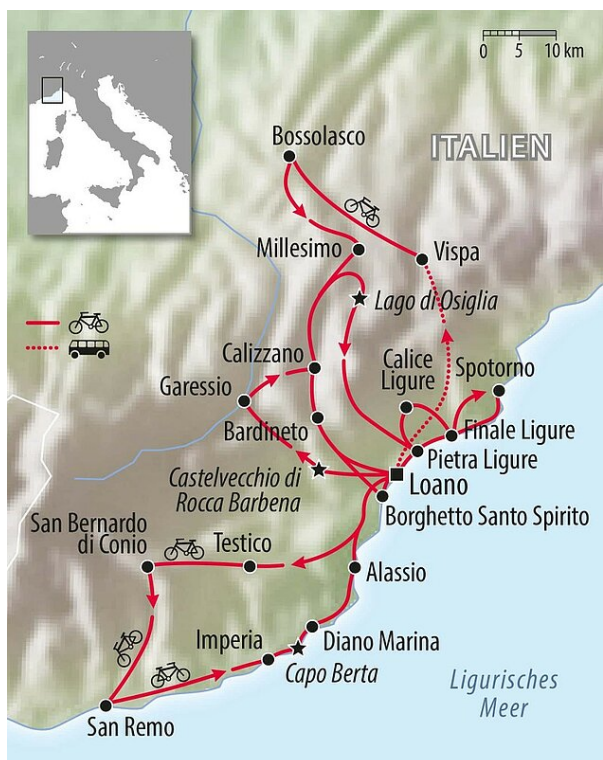 0 5 10 km
Bossolasco
ITALIEN
Millesimo
Vispa
Lago di Osiglia
Calizzano
Calice
Ligure
Spotorno
Garessio
Bardineto
Finale Ligure
Pietra Ligure
Castelvecchio di
Rocca Barbena
Loano
Borghetto Santo Spirito
San Bernardo
di Conio
Testico
Alassio
Imperia
Diano Marina
Capo Berta
Ligurisches
Meer
San Remo